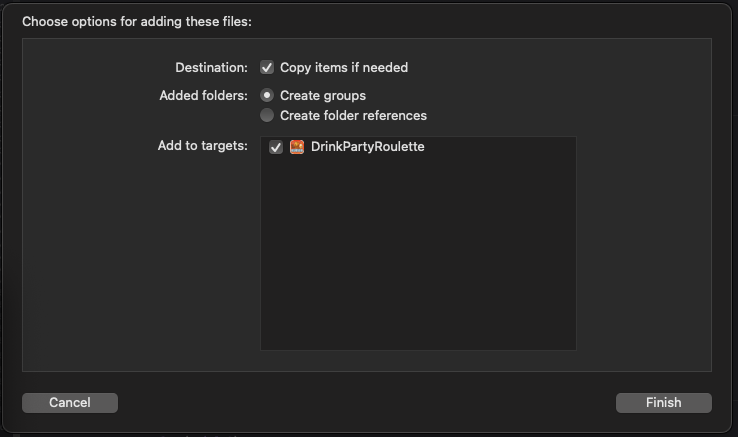 Choose options for adding these files:
Destination: Copy items if needed
Added folders: Create groups
Create folder references
Add to targets: DrinkPartyRoulette
Cancel Finish